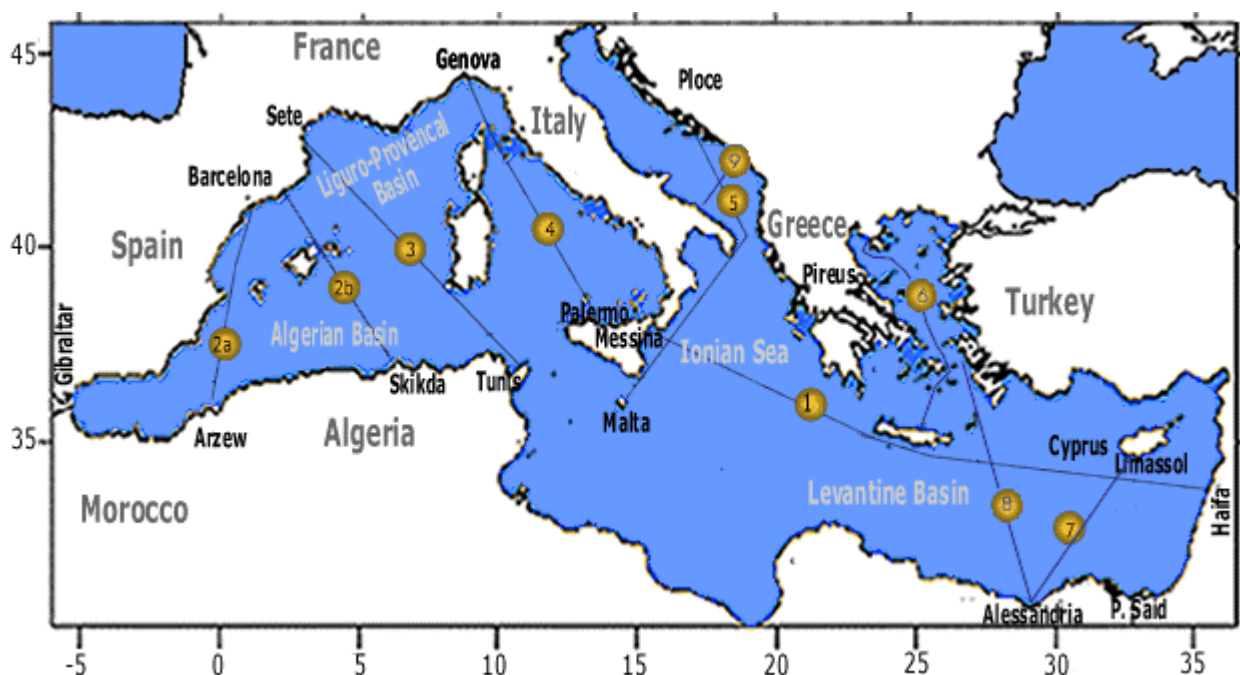 45
40
35
France
Genova
Sete
Ploce
Italy
Liguro-Provencal
Basin
Barcelona
9
5
Spain
4
3
Greece
2b
Pireus
6
Turkey
Gibraltar
2a
Algerian Basin
Palermo
Messina
Ionian Sea
Skikda
Tunis
1
Malta
Arzew
Algeria
Cyprus
Limassol
Levantine Basin
Morocco
8
7
Haifa
Alessandria
P. Said
-5 0 5 10 15 20 25 30 35